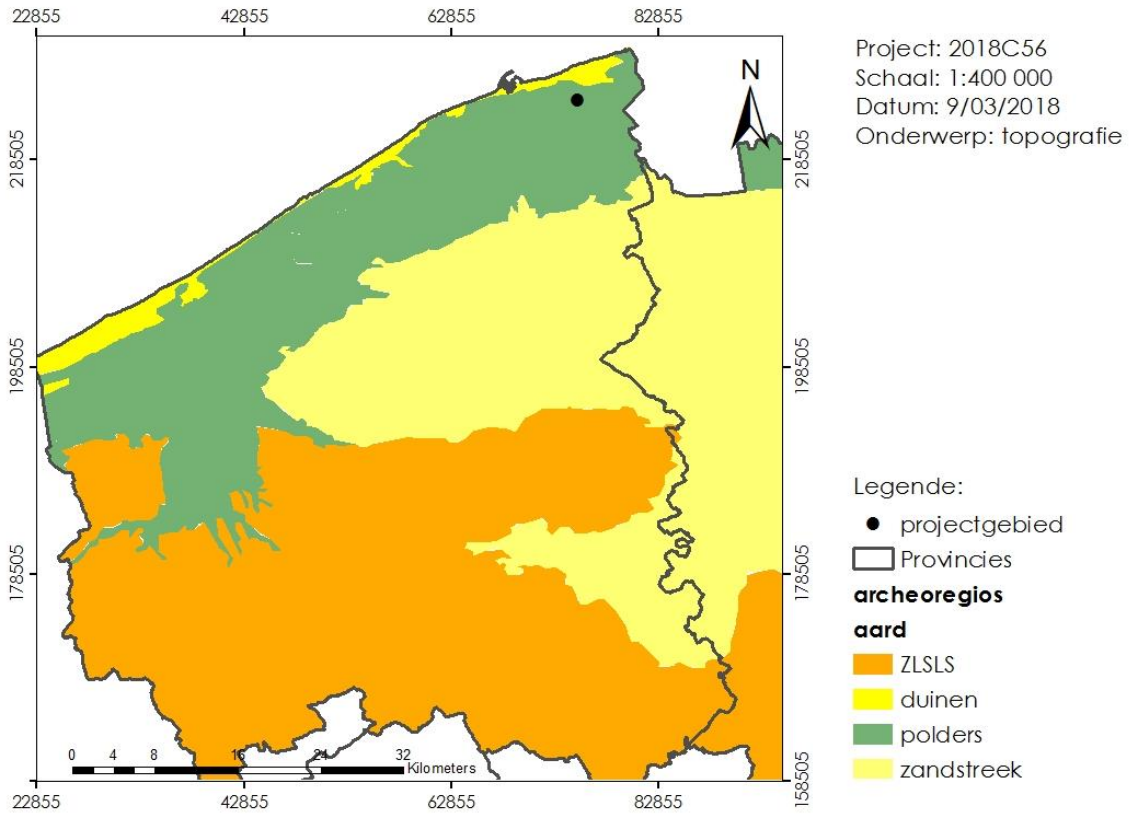 22855 42855 62855 82855
Project: 2018C56
Schaal: 1:400 000
Datum: 9/03/2018
Onderwerp: topografie
N
218505 218505
198505 198505
178505 178505
158505
Legende:
projectgebied
Provincies
archeoregios
aard
ZLSLS
duinen
polders
zandstreek
0 4 8 16 24 32
Kilometers
22855 42855 62855 82855